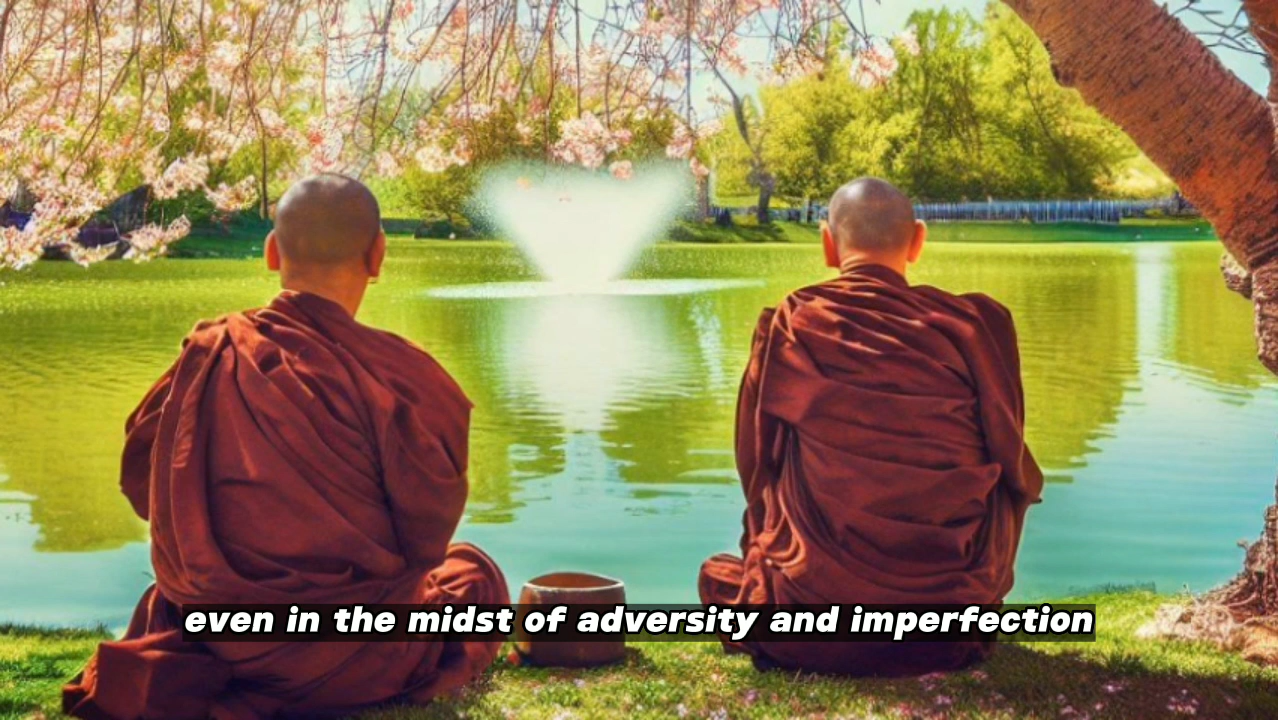 even in the midst of adversity and imperfection